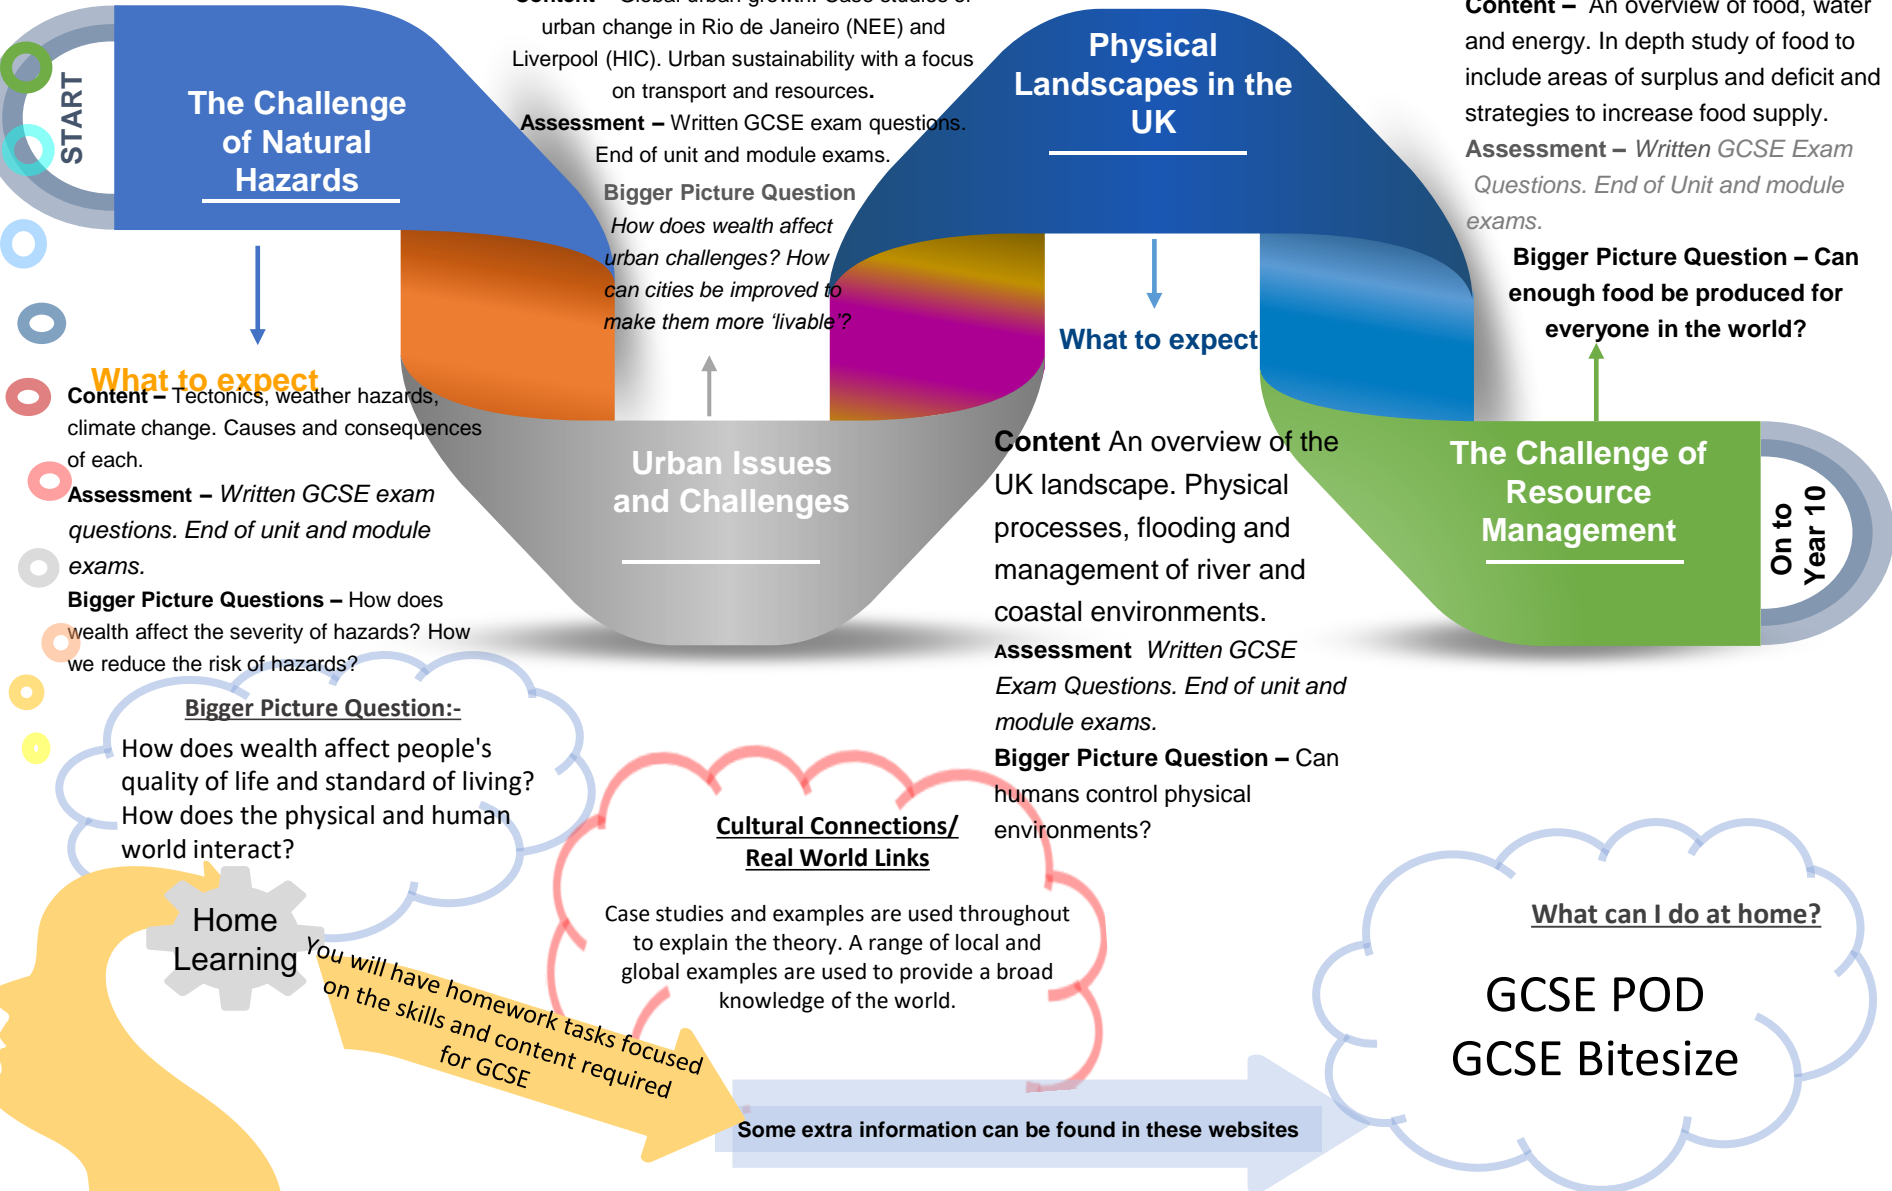 START
The Challenge
of Natural
Hazards
What to expect
Content – Tectonics, weather hazards,
climate change. Causes and consequences
of each.
Assessment – Written GCSE exam
questions. End of unit and module
exams.
Bigger Picture Questions – How does
wealth affect the severity of hazards? How
we reduce the risk of hazards?
Content – Global urban growth. Case studies of
urban change in Rio de Janeiro (NEE) and
Liverpool (HIC). Urban sustainability with a focus
on transport and resources.
Assessment – Written GCSE exam questions.
End of unit and module exams.
Bigger Picture Question
How does wealth affect
urban challenges? How
can cities be improved to
make them more ‘livable’?
Urban Issues
and Challenges
Physical
Landscapes in the
UK
What to expect
Content An overview of the
UK landscape. Physical
processes, flooding and
management of river and
coastal environments.
Assessment Written GCSE
Exam Questions. End of unit and
module exams.
Bigger Picture Question – Can
humans control physical
environments?
Content – An overview of food, water
and energy. In depth study of food to
include areas of surplus and deficit and
strategies to increase food supply.
Assessment – Written GCSE Exam
Questions. End of Unit and module
exams.
Bigger Picture Question – Can
enough food be produced for
everyone in the world?
The Challenge of
Resource
Management
On to
Year 10
Bigger Picture Question:-
How does wealth affect people's
quality of life and standard of living?
How does the physical and human
world interact?
Home
Learning
You will have homework tasks focused
on the skills and content required
for GCSE
Cultural Connections/
Real World Links
Case studies and examples are used throughout
to explain the theory. A range of local and
global examples are used to provide a broad
knowledge of the world.
Some extra information can be found in these websites
What can I do at home?
GCSE POD
GCSE Bitesize